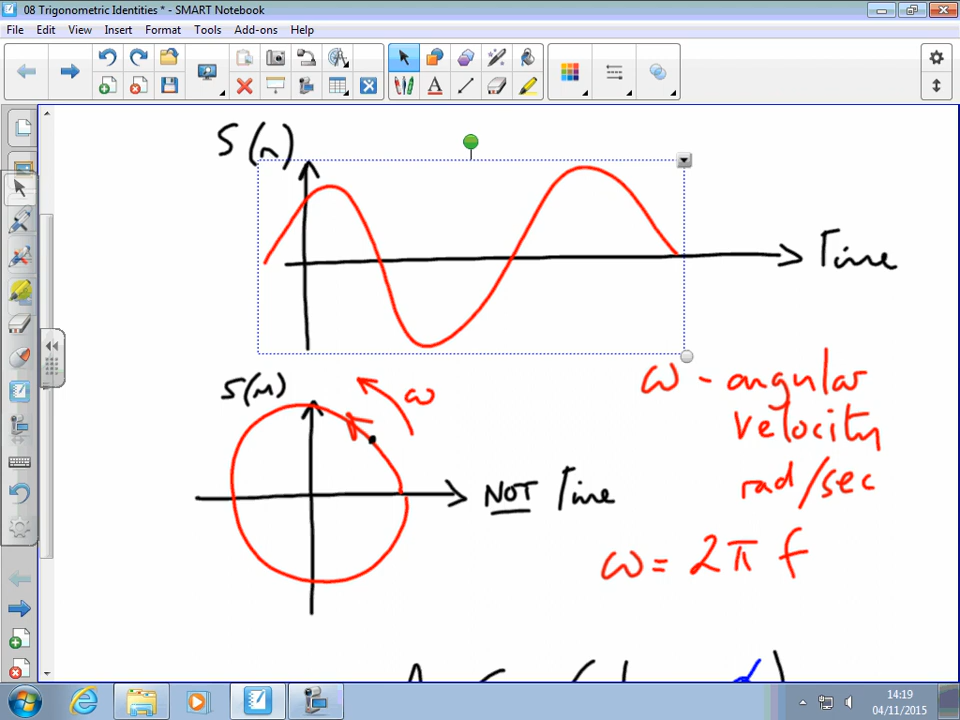 08 Trigonometric Identities * - SMART Notebook
File Edit View Insert Format Tools Add-ons Help
S(m)
Time
S(m)
ω
ω - angular
velocity
rad/sec
NOT Time
ω = 2π f
14:19
04/11/2015